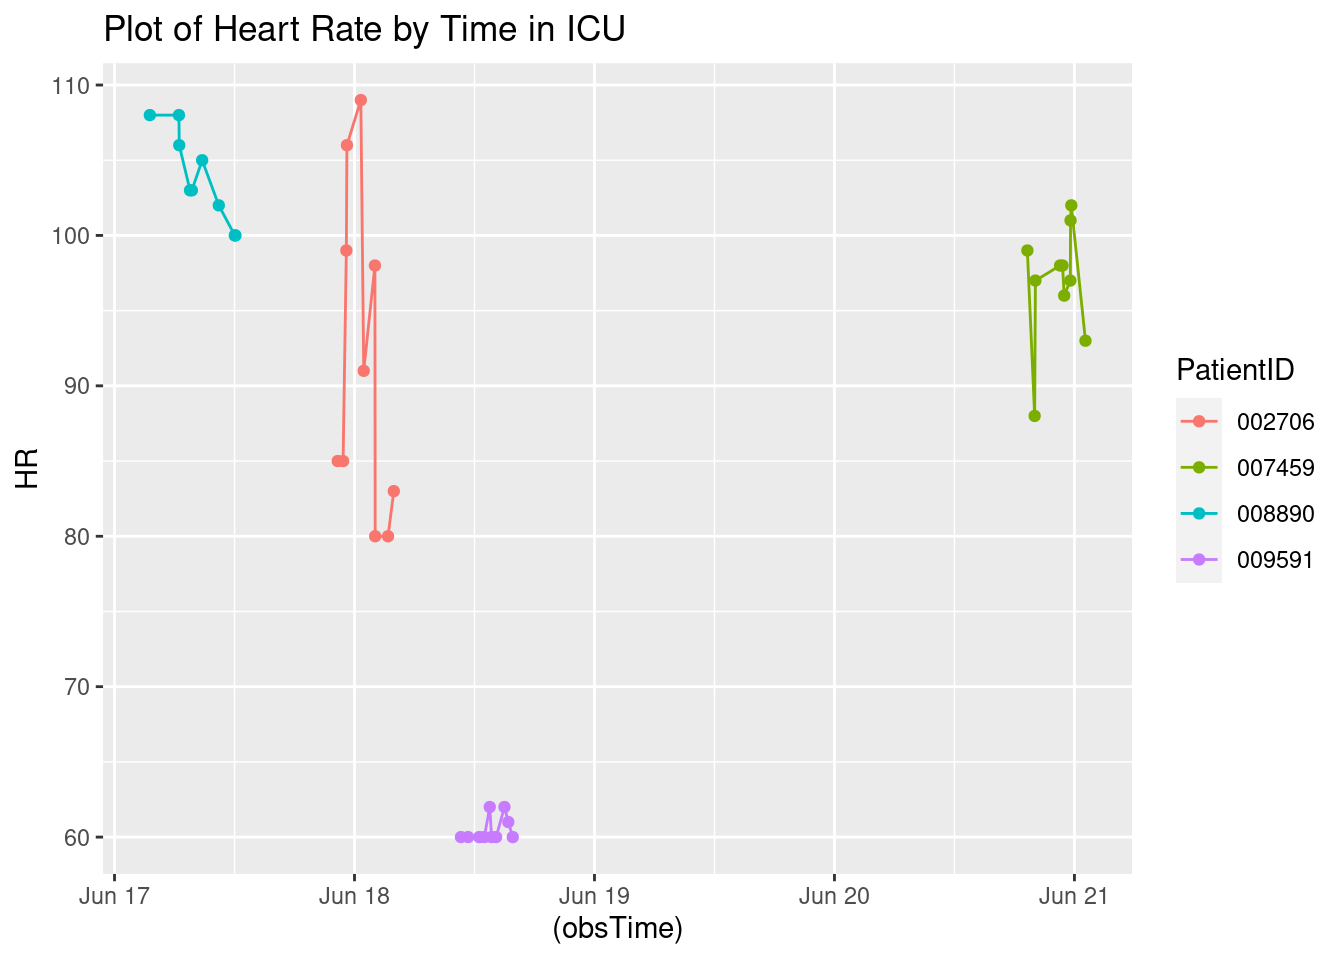 Plot of Heart Rate by Time in ICU
110
100
90
80
70
60
HR
Jun 17
Jun 18
Jun 19
Jun 20
Jun 21
(obsTime)
PatientID
002706
007459
008890
009591